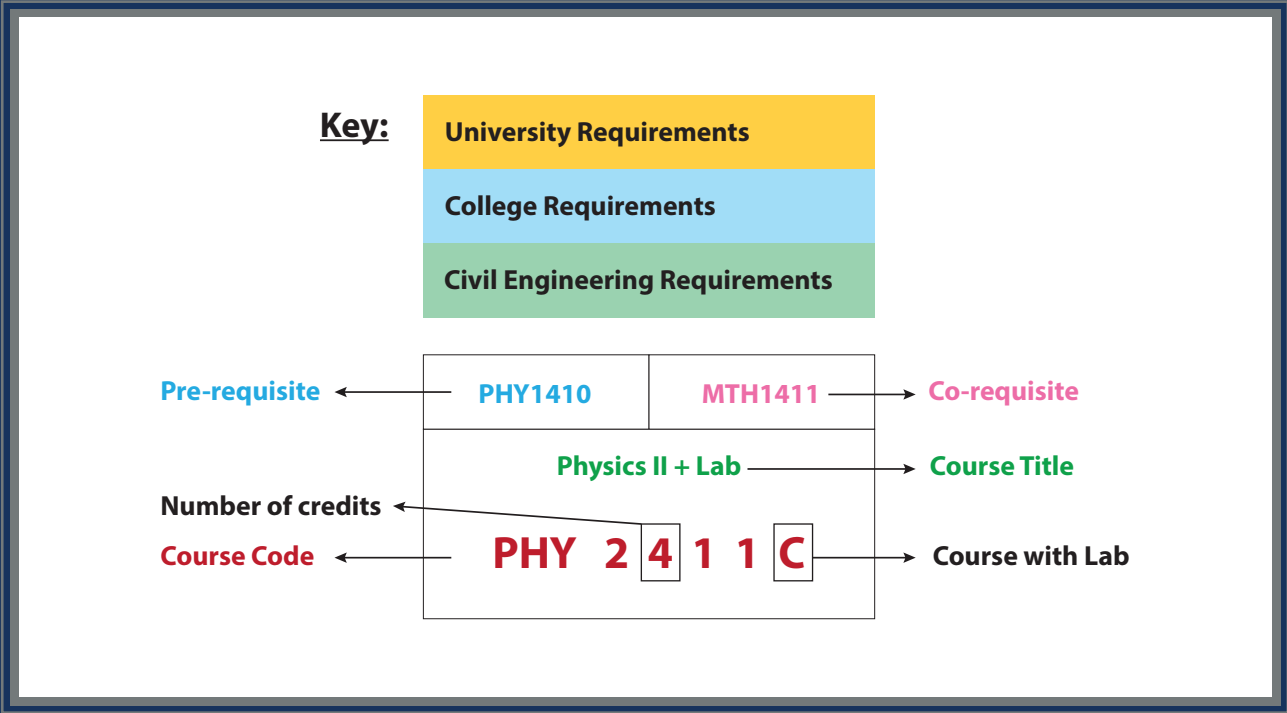 Key:
University Requirements
College Requirements
Civil Engineering Requirements
Pre-requisite PHY1410 MTH1411 Co-requisite
Physics II + Lab Course Title
Number of credits
Course Code PHY 2 4 1 1 C Course with Lab